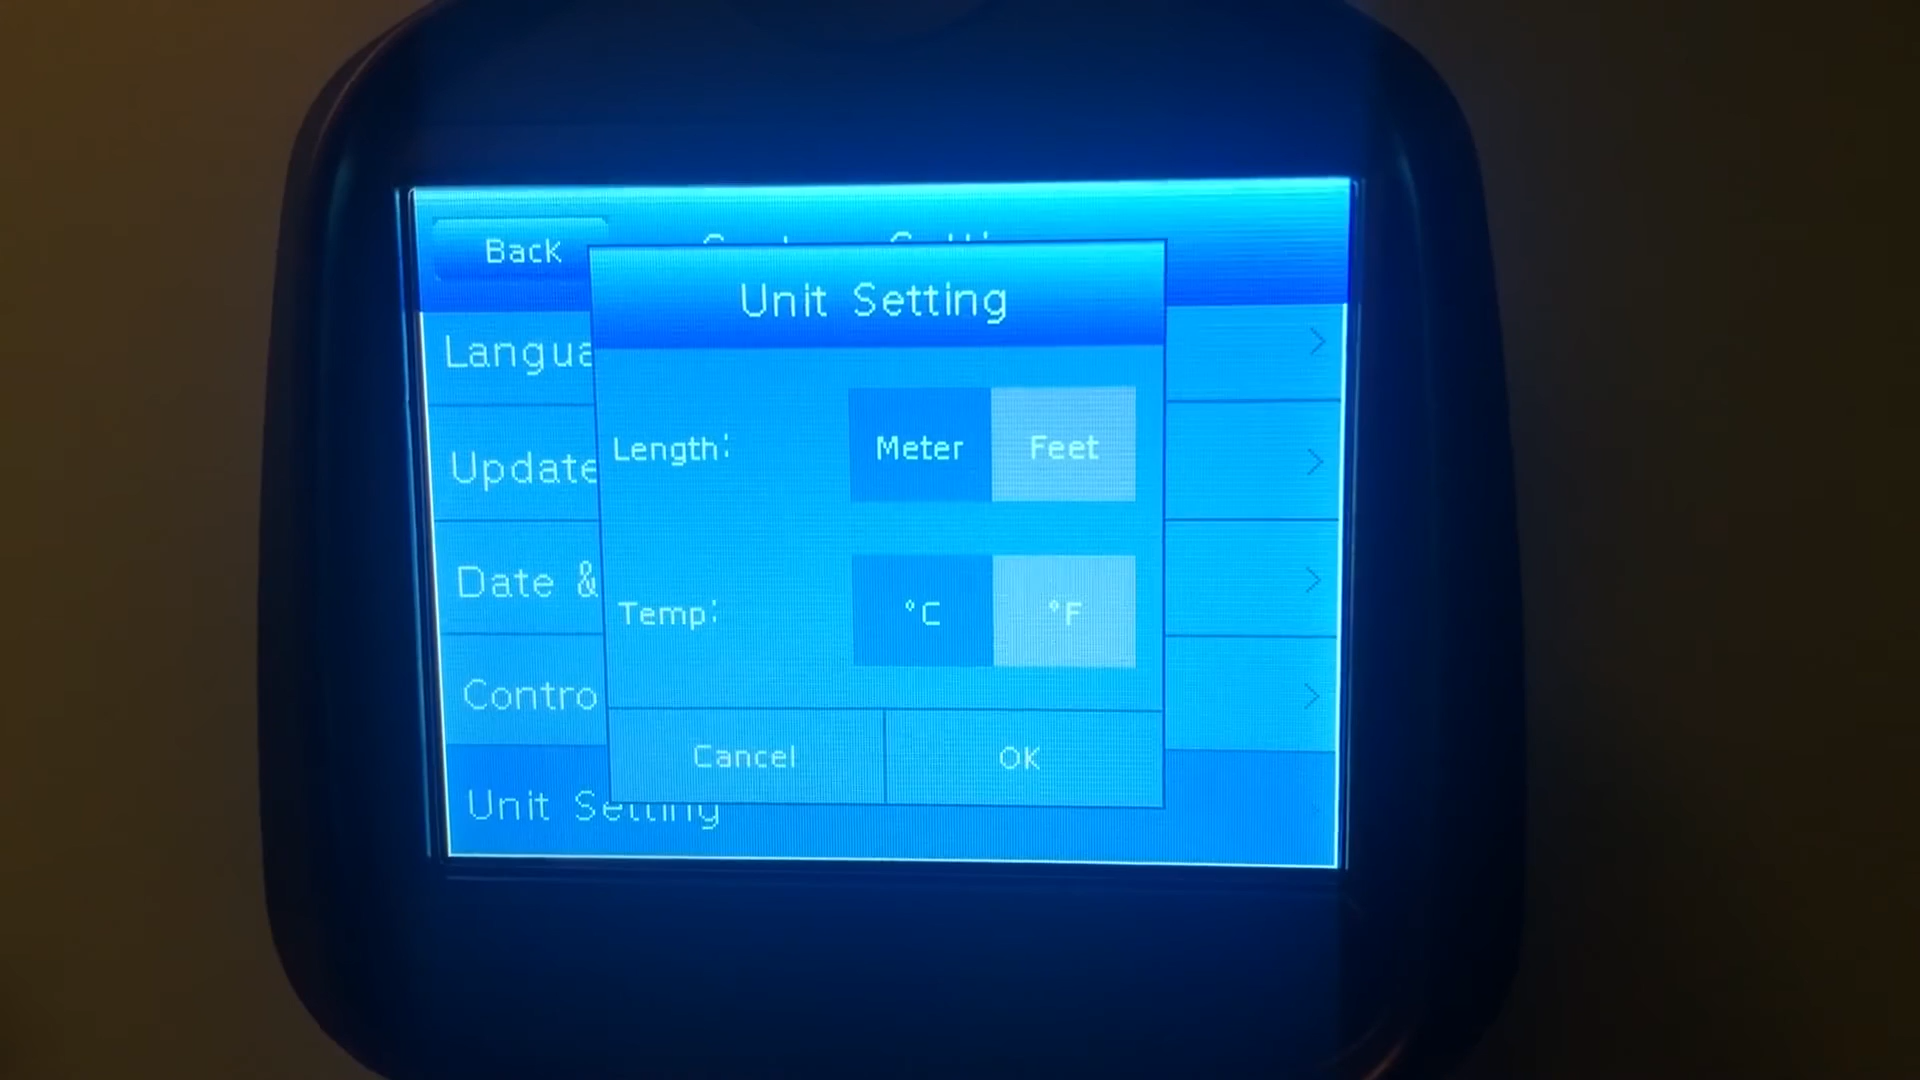 Back
Unit Setting
Langua
Length: Meter Feet
Update
Date &
Temp: °C °F
Contro
Cancel OK
Unit Setting